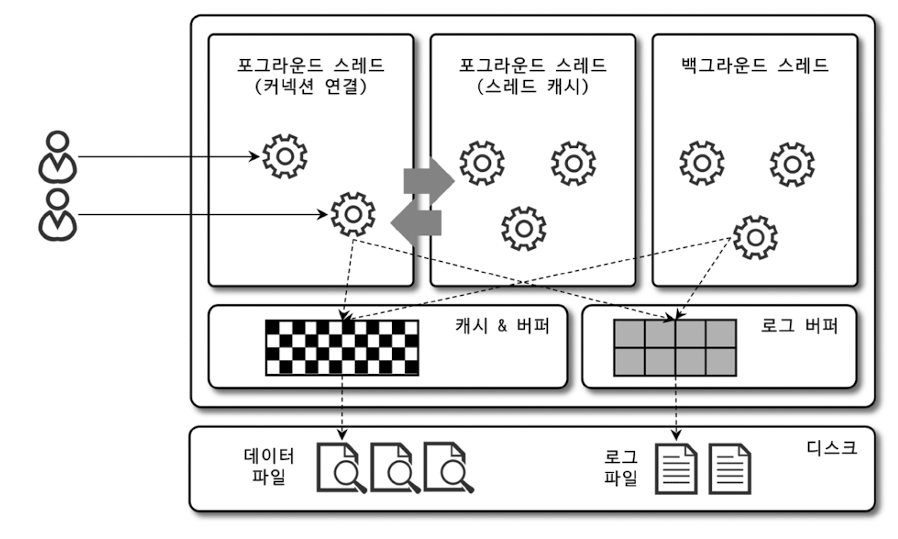 포그라운드 스레드
(커넥션 연결)
포그라운드 스레드
(스레드 캐시)
백그라운드 스레드
캐시 & 버퍼
로그 버퍼
디스크
데이터
파일
로그
파일